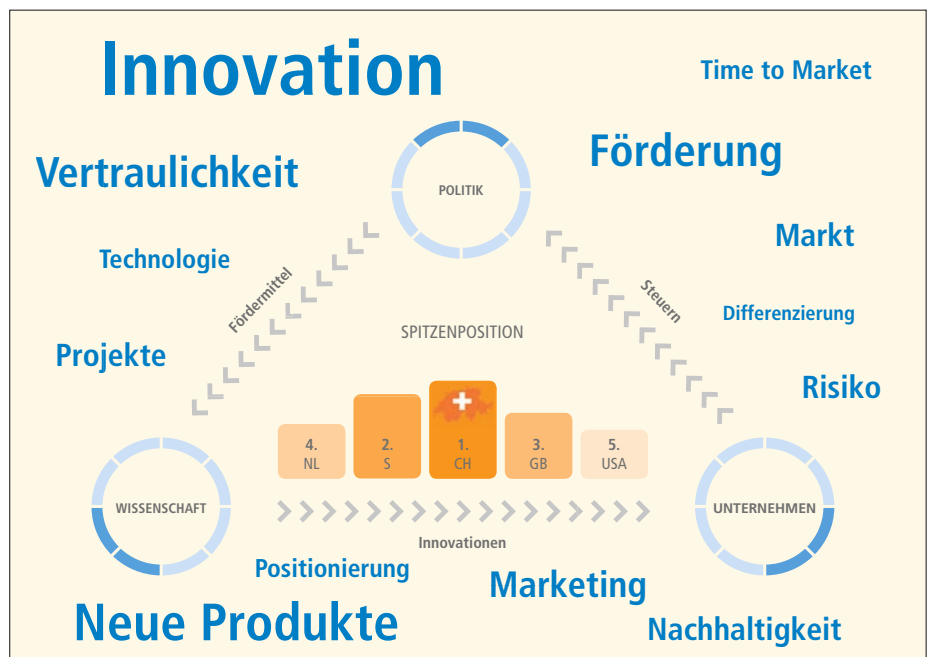 Innovation
Time to Market
Vertraulichkeit
Förderung
POLITIK
Technologie
Markt
Fördermittel
Steuern
SPITZENPOSITION
Differenzierung
Projekte
Risiko
4.
NL
2.
S
1.
CH
3.
GB
5.
USA
WISSENSCHAFT
UNTERNEHMEN
Innovationen
Positionierung
Marketing
Neue Produkte
Nachhaltigkeit